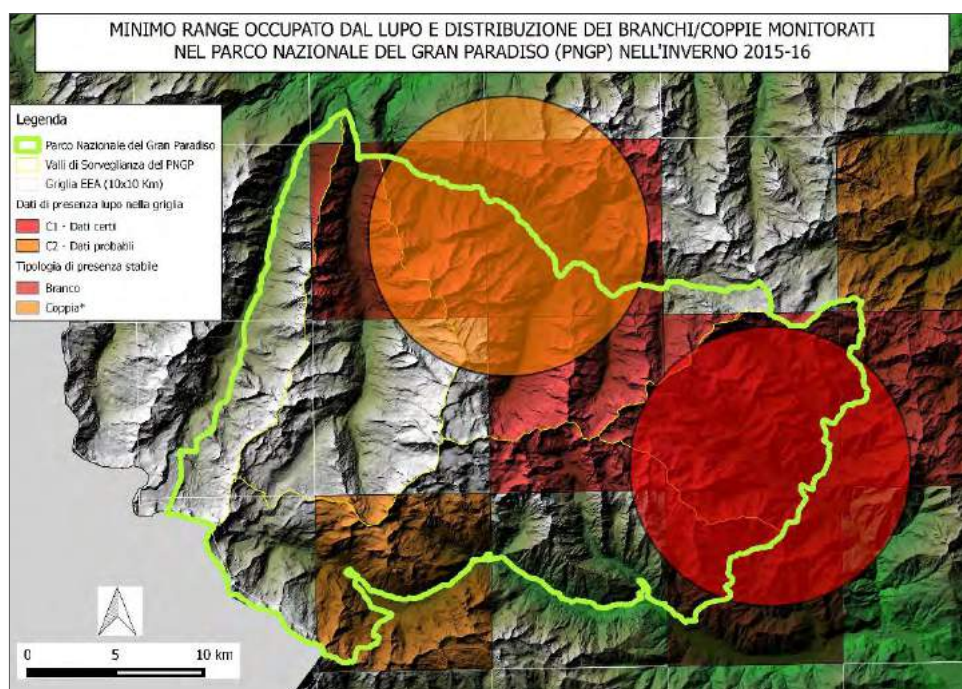 MINIMO RANGE OCCUPATO DAL LUPO E DISTRIBUZIONE DEI BRANCHI/COPPIE MONITORATI
NEL PARCO NAZIONALE DEL GRAN PARADISO (PNGP) NELL'INVERNO 2015-16
Legenda
Parco Nazionale del Gran Paradiso
Valli di Sorveglianza del PNGP
Griglia EEA (10x10 Km)
Dati di presenza lupo nella griglia
C1 - Dati certi
C2 - Dati probabili
Tipologia di presenza stabile
Branco
Coppia*
0 5 10 km